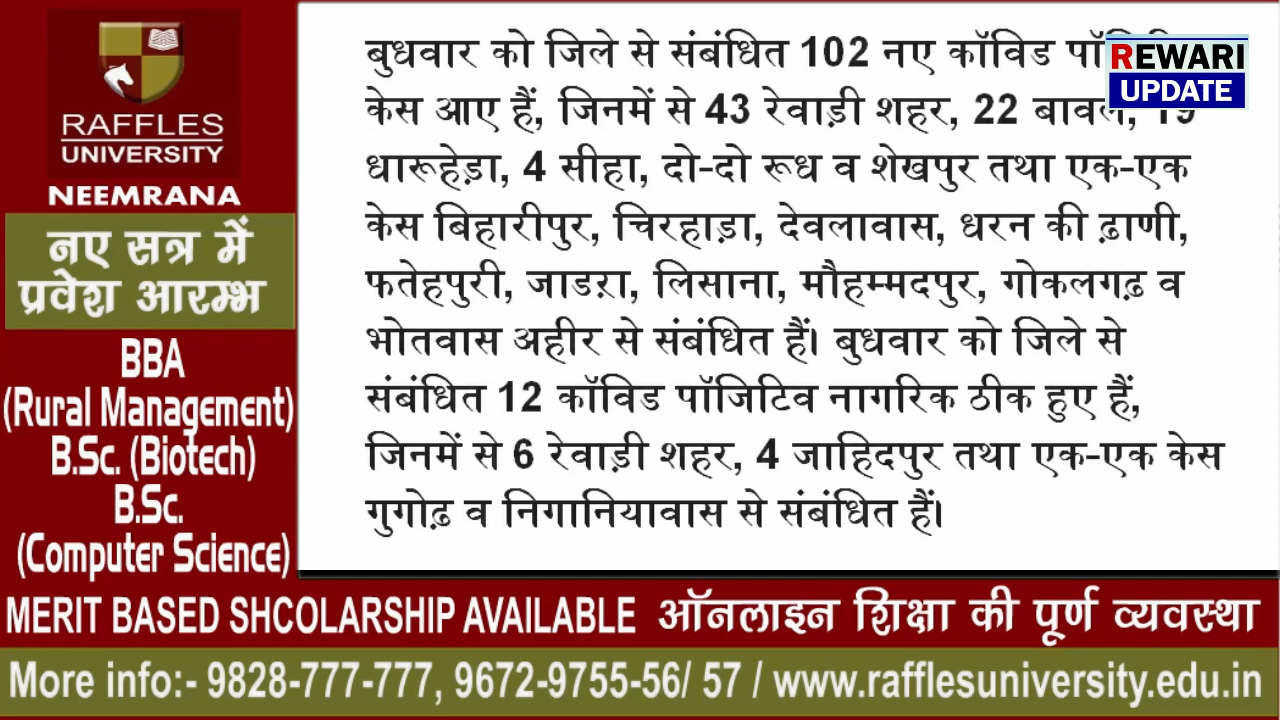 RAFFLES
UNIVERSITY
NEEMRANA
नए सत्र में
प्रवेश आरम्भ
BBA
(Rural Management)
B.Sc. (Biotech)
B.Sc.
(Computer Science)
बुधवार को जिले से संबंधित 102 नए कॉविड
केस आए हैं, जिनमें से 43 रेवाड़ी शहर, 22 बावल, 19
धारूहेड़ा, 4 सीहा, दो-दो रूध व शेखपुर तथा एक-एक
केस बिहारीपुर, चिरहाड़ा, देवलावास, धरन की ढ़ाणी,
फतेहपुरी, जाडऱा, लिसाना, मौहम्मदपुर, गोकलगढ़ व
भोतवास अहीर से संबंधित हैं। बुधवार को जिले से
संबंधित 12 कॉविड पॉजिटिव नागरिक ठीक हुए हैं,
जिनमें से 6 रेवाड़ी शहर, 4 जाहिदपुर तथा एक-एक केस
गुगोढ़ व निगानियावास से संबंधित हैं।
REWARI
UPDATE
MERIT BASED SHCOLARSHIP AVAILABLE ऑनलाइन शिक्षा की पूर्ण व्यवस्था
More info:- 9828-777-777, 9672-9755-56/ 57 / www.rafflesuniversity.edu.in